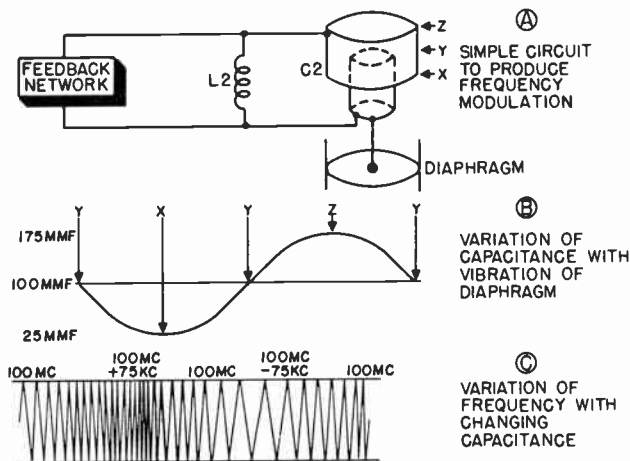 Ⓐ
SIMPLE CIRCUIT
TO PRODUCE
FREQUENCY
MODULATION
FEEDBACK
NETWORK
L2
C2
Z
Y
X
DIAPHRAGM
Ⓑ
VARIATION OF
CAPACITANCE WITH
VIBRATION OF
DIAPHRAGM
Y X Y Z Y
175MMF
100MMF
25MMF
Ⓒ
VARIATION OF
FREQUENCY WITH
CHANGING
CAPACITANCE
100MC 100MC +75KC 100MC 100MC -75KC 100MC